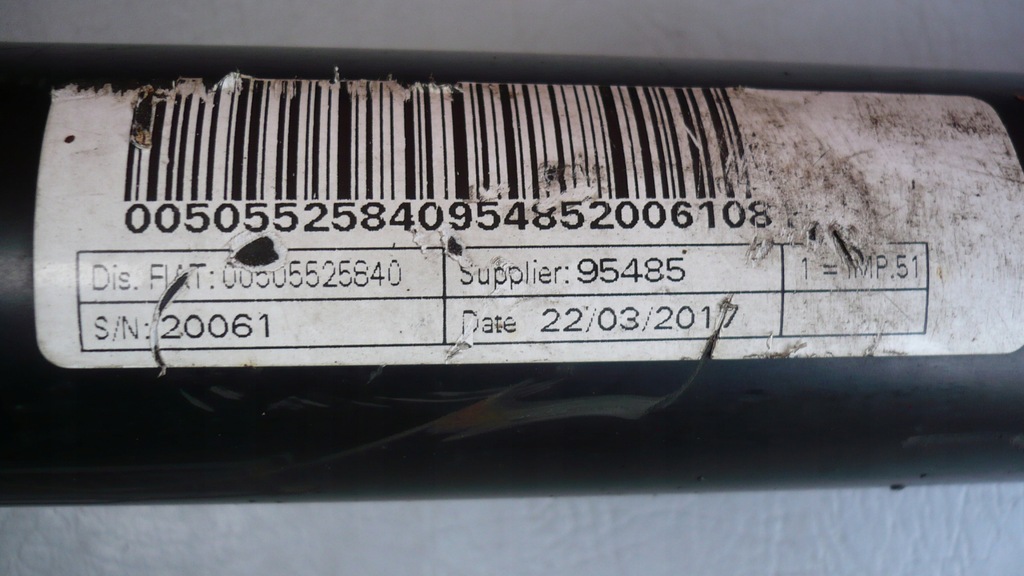 00505525840954852006108
Dis. FIAT: 00505525840 Supplier: 95485 1 = IMP.51
S/N: 20061 Date 22/03/2017